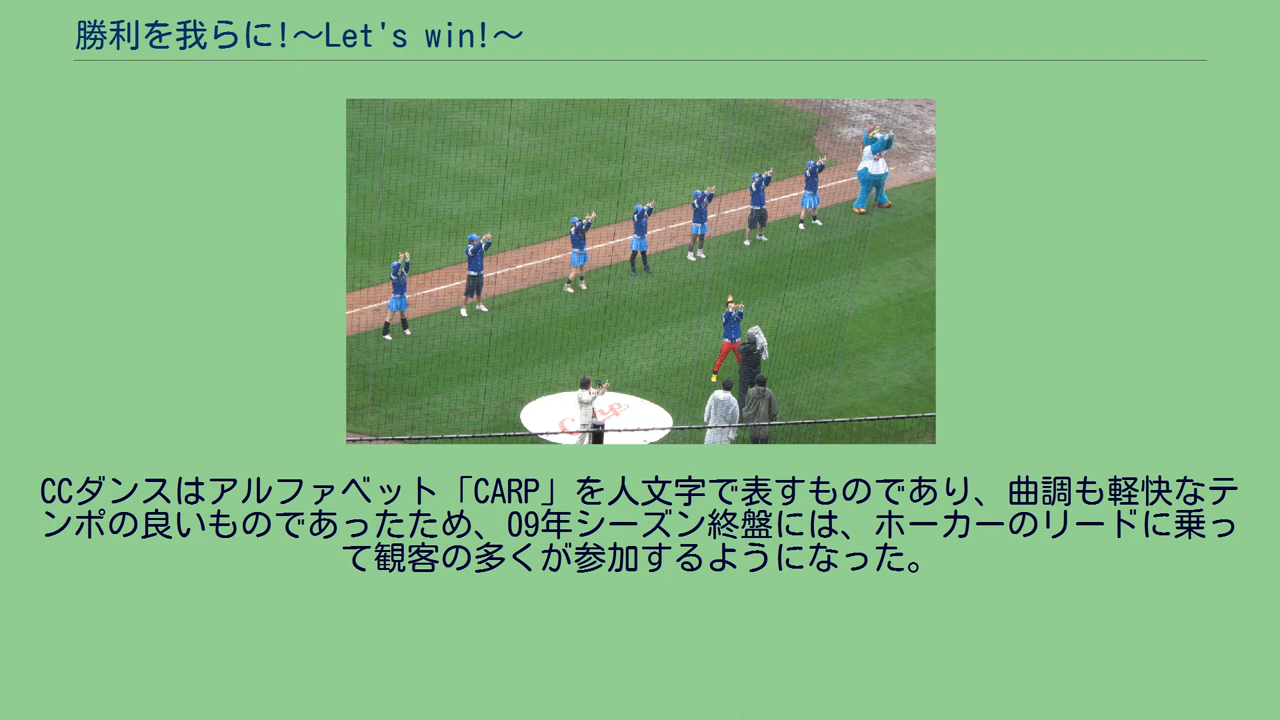 勝利を我らに!〜Let's win!〜
Carp
CCダンスはアルファベット「CARP」を人文字で表すものであり、曲調も軽快なテ
ンポの良いものであったため、09年シーズン終盤には、ホーカーのリードに乗っ
て観客の多くが参加するようになった。